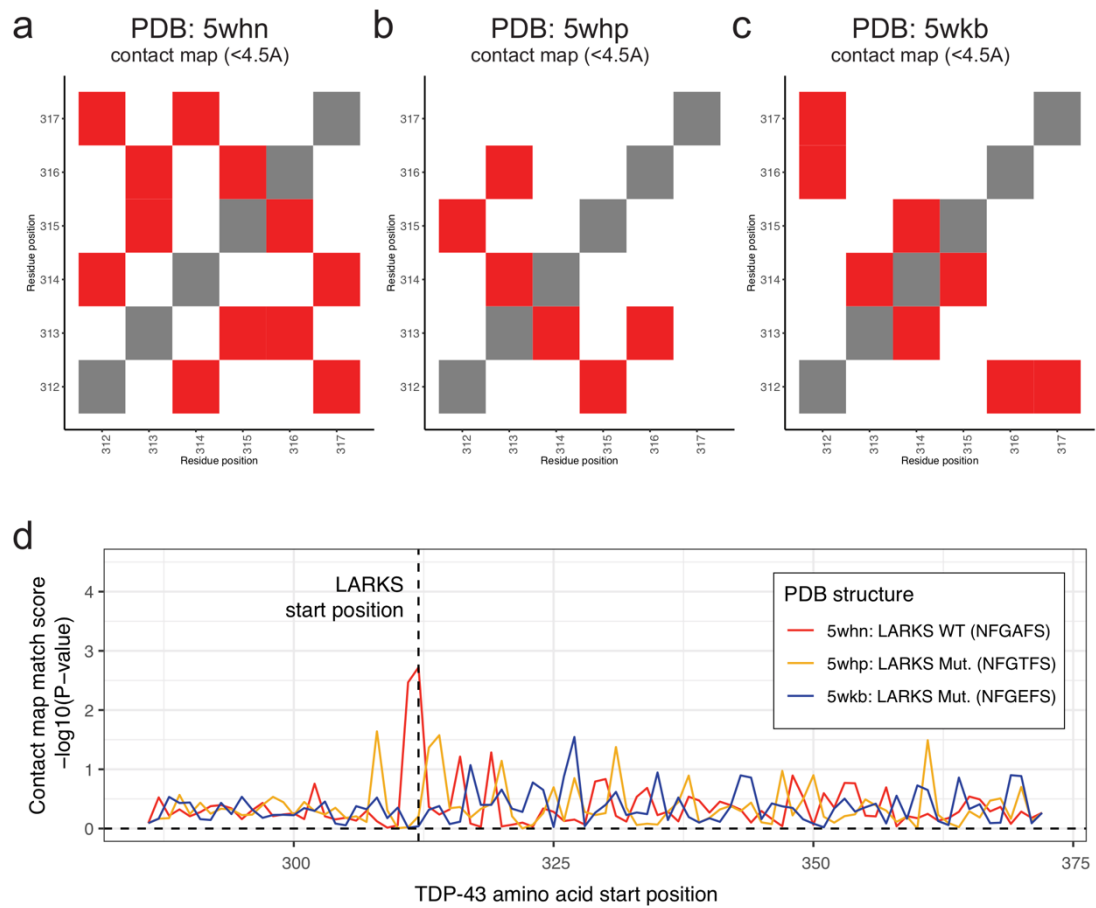 a
PDB: 5whn
contact map (<4.5A)
317
316
315
314
313
312
Residue position
312
313
314
315
316
317
Residue position
b
PDB: 5whp
contact map (<4.5A)
317
316
315
314
313
312
Residue position
312
313
314
315
316
317
Residue position
c
PDB: 5wkb
contact map (<4.5A)
317
316
315
314
313
312
Residue position
312
313
314
315
316
317
Residue position
d
Contact map match score
−log10(P−value)
4
3
2
1
0
LARKS
start position
PDB structure
5whn: LARKS WT (NFGAFS)
5whp: LARKS Mut. (NFGTFS)
5wkb: LARKS Mut. (NFGEFS)
300
325
350
375
TDP-43 amino acid start position